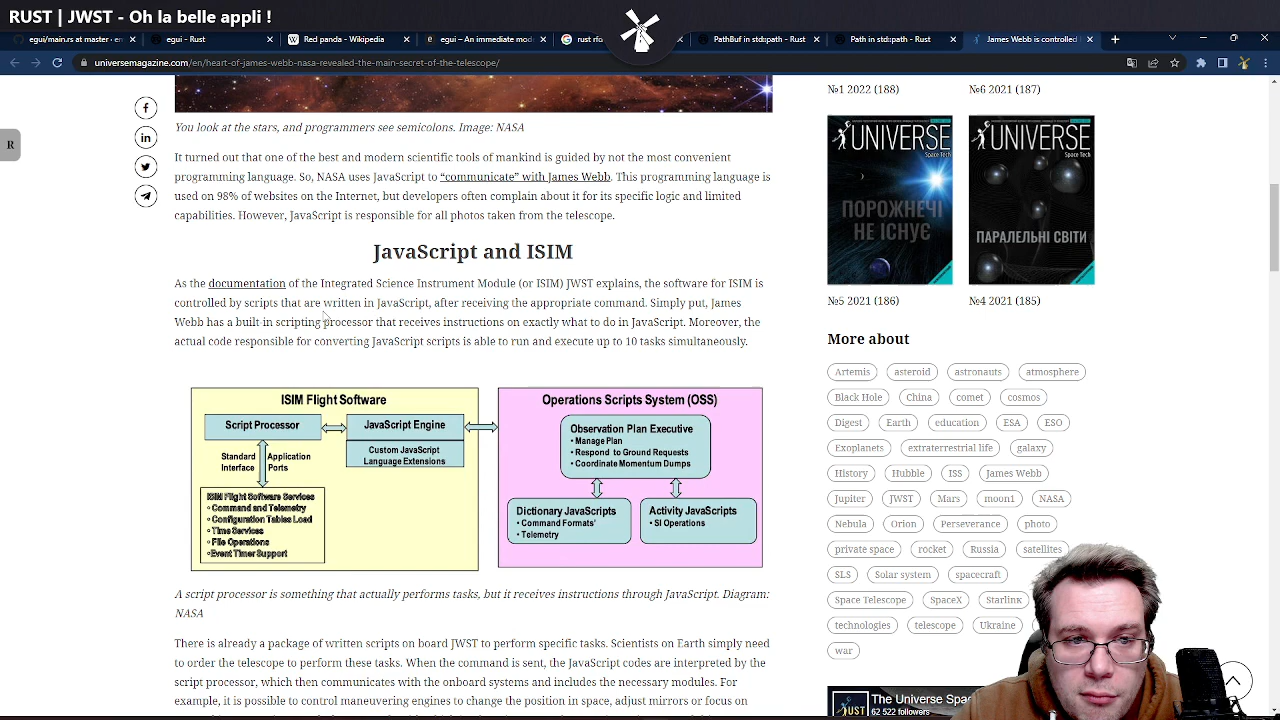 RUST | JWST - Oh la belle appli !
egui/main.rs at master · em
egui - Rust
Red panda - Wikipedia
egui – An immediate mode
PathBuf in std::path - Rust
Path in std::path - Rust
James Webb is controlled
universemagazine.com/en/heart-of-james-webb-nasa-revealed-the-main-secret-of-the-telescope/
R
You look at the stars, and programmers see semicolons. Image: NASA
It turned out that one of the best and modern scientific tools of mankind is guided by not the most convenient
programming language. So, NASA uses JavaScript to “communicate” with James Webb. This programming language is
used on 98% of websites on the Internet, but developers often complain about it for its specific logic and limited
capabilities. However, JavaScript is responsible for all photos taken from the telescope.
JavaScript and ISIM
As the documentation of the Integrated Science Instrument Module (or ISIM) JWST explains, the software for ISIM is
controlled by scripts that are written in JavaScript, after receiving the appropriate command. Simply put, James
Webb has a built-in scripting processor that receives instructions on exactly what to do in JavaScript. Moreover, the
actual code responsible for converting JavaScript scripts is able to run and execute up to 10 tasks simultaneously.
ISIM Flight Software
Script Processor
JavaScript Engine
Custom JavaScript
Language Extensions
Standard
Interface
Application
Ports
ISIM Flight Software Services
Command and Telemetry
Configuration Tables Load
Time Services
File Operations
Event Timer Support
Operations Scripts System (OSS)
Observation Plan Executive
• Manage Plan
• Respond to Ground Requests
• Coordinate Momentum Dumps
Dictionary JavaScripts
• Command Formats'
• Telemetry
Activity JavaScripts
• SI Operations
A script processor is something that actually performs tasks, but it receives instructions through JavaScript. Diagram:
NASA
There is already a package of written scripts on board JWST to perform specific tasks. Scientists on Earth simply need
to order the telescope to perform these tasks. When the command is sent, the JavaScript codes are interpreted by the
script processor, which then communicates with the onboard systems and includes the necessary modules. For
example, it is possible to control maneuvering engines to change the position in space, adjust mirrors or focus on
№1 2022 (188)
№6 2021 (187)
UNIVERSE
Space Tech
ПОРОЖНЕЧІ
НЕ ІСНУЄ
UNIVERSE
Space Tech
ПАРАЛЕЛЬНІ СВІТИ
№5 2021 (186)
№4 2021 (185)
More about
Artemis asteroid astronauts atmosphere
Black Hole China comet cosmos
Digest Earth education ESA ESO
Exoplanets extraterrestrial life galaxy
History Hubble ISS James Webb
Jupiter JWST Mars moon1 NASA
Nebula Orion Perseverance photo
private space rocket Russia satellites
SLS Solar system spacecraft
Space Telescope SpaceX Starlink
technologies telescope Ukraine
war
The Universe Spa
62 522 followers